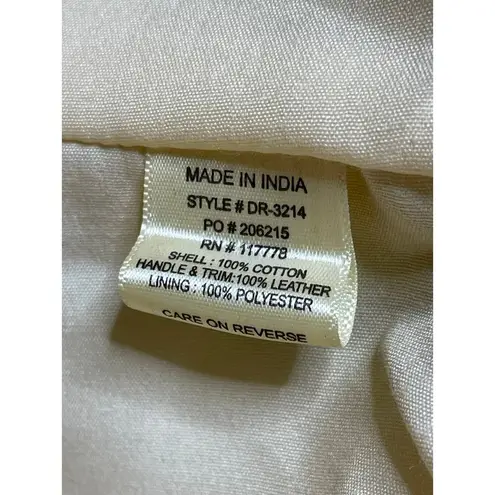 MADE IN INDIA
STYLE # DR-3214
PO # 206215
RN # 117778
SHELL : 100% COTTON
HANDLE & TRIM:100% LEATHER
LINING : 100% POLYESTER
CARE ON REVERSE